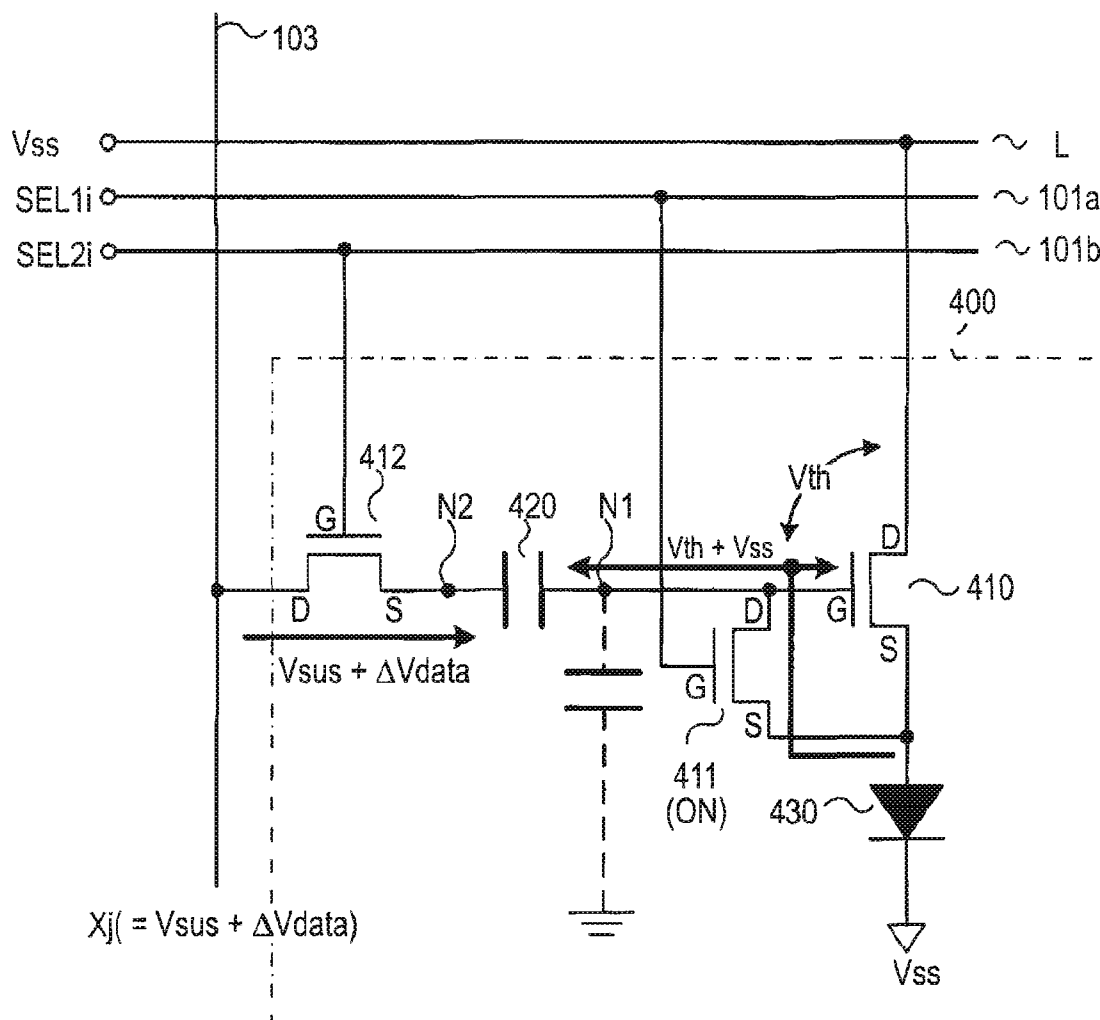 103
Vss
L
SEL1i
101a
SEL2i
101b
400
412
G
N2
420
N1
Vth
Vth + Vss
D
D
S
D
G
410
Vsus + ΔVdata
G
S
S
411
(ON)
430
Xj( = Vsus + ΔVdata)
Vss